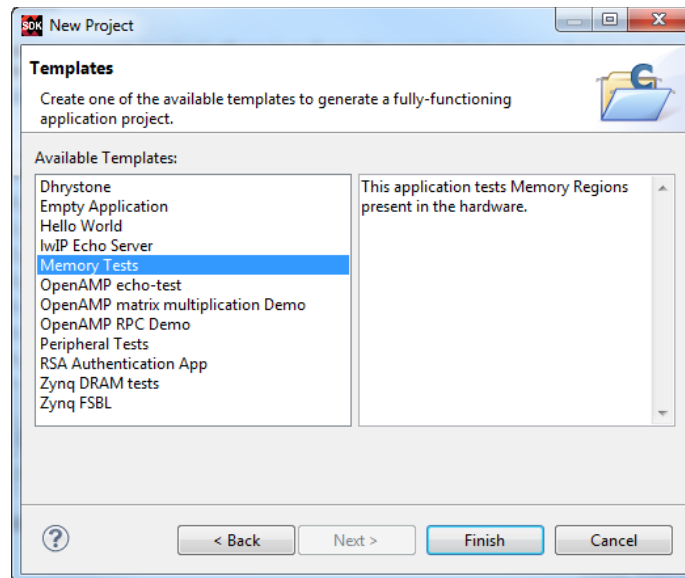 SDK New Project
Templates
Create one of the available templates to generate a fully-functioning
application project.
Available Templates:
Dhrystone
Empty Application
Hello World
lwIP Echo Server
Memory Tests
OpenAMP echo-test
OpenAMP matrix multiplication Demo
OpenAMP RPC Demo
Peripheral Tests
RSA Authentication App
Zynq DRAM tests
Zynq FSBL
This application tests Memory Regions
present in the hardware.
? < Back Next > Finish Cancel